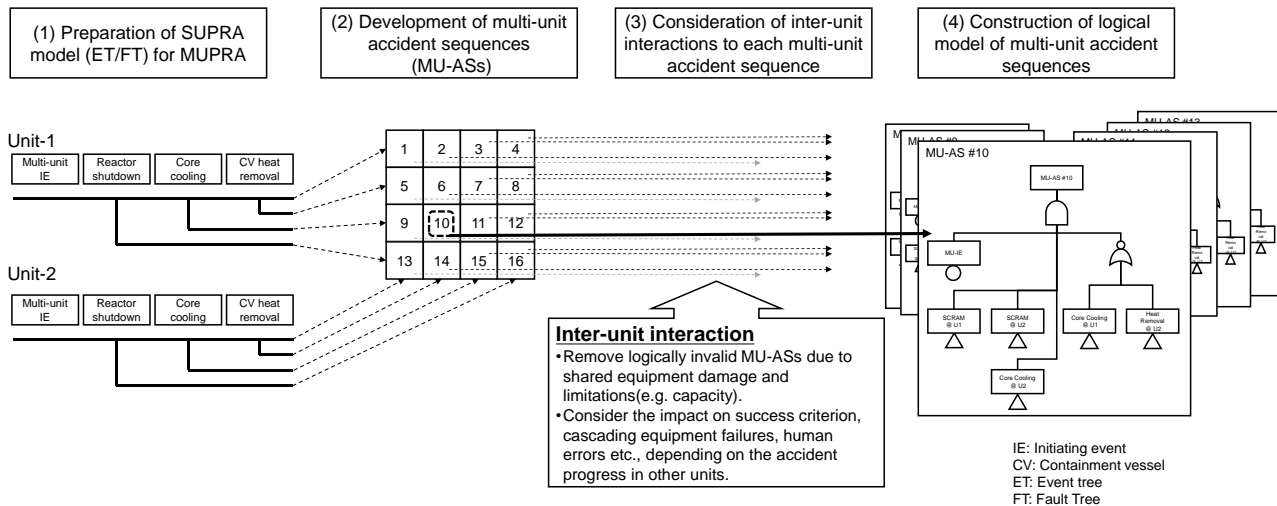 (1) Preparation of SUPRA
model (ET/FT) for MUPRA
(2) Development of multi-unit
accident sequences
(MU-ASs)
(3) Consideration of inter-unit
interactions to each multi-unit
accident sequence
(4) Construction of logical
model of multi-unit accident
sequences
Unit-1
Multi-unit
IE
Reactor
shutdown
Core
cooling
CV heat
removal
Unit-2
Multi-unit
IE
Reactor
shutdown
Core
cooling
CV heat
removal
1 2 3 4
5 6 7 8
9 10 11 12
13 14 15 16
Inter-unit interaction
•Remove logically invalid MU-ASs due to
shared equipment damage and
limitations(e.g. capacity).
•Consider the impact on success criterion,
cascading equipment failures, human
errors etc., depending on the accident
progress in other units.
MU-AS #10
MU-AS #10
MU-IE
SCRAM
@ U1
SCRAM
@ U2
Core Cooling
@ U1
Heat
Removal
@ U2
Core Cooling
@ U2
IE: Initiating event
CV: Containment vessel
ET: Event tree
FT: Fault Tree